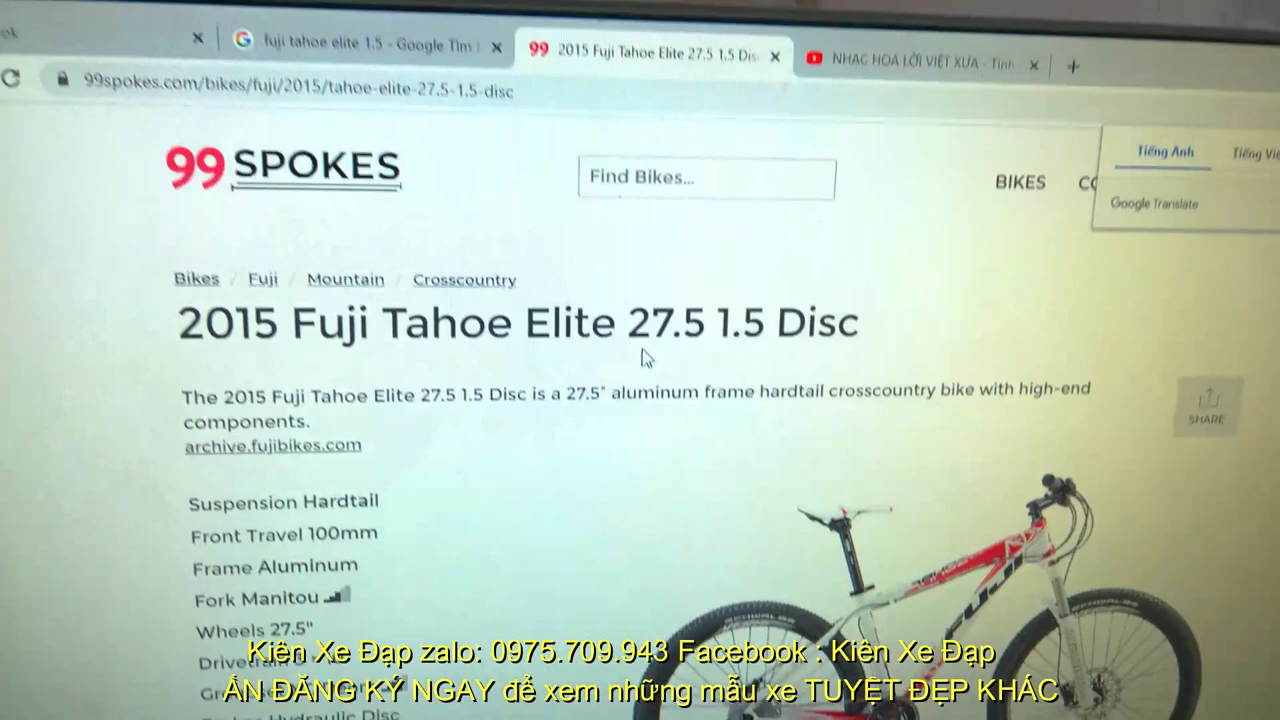 fuji tahoe elite 1.5 - Google Tìm
2015 Fuji Tahoe Elite 27.5 1.5 Dis
NHẠC HOA LỜI VIỆT XƯA - Tình
99spokes.com/bikes/fuji/2015/tahoe-elite-27.5-1.5-disc
99 SPOKES
Find Bikes...
BIKES
Tiếng Anh
Google Translate
Bikes / Fuji / Mountain / Crosscountry
2015 Fuji Tahoe Elite 27.5 1.5 Disc
The 2015 Fuji Tahoe Elite 27.5 1.5 Disc is a 27.5" aluminum frame hardtail crosscountry bike with high-end
components.
archive.fujibikes.com
SHARE
Suspension Hardtail
Front Travel 100mm
Frame Aluminum
Fork Manitou
Wheels 27.5"
FUJI
SCHWALBE
SCHWALBE
Kiên Xe Đạp zalo: 0975.709.943 Facebook : Kiên Xe Đạp
ẤN ĐĂNG KÝ NGAY để xem những mẫu xe TUYỆT ĐẸP KHÁC
Hydraulic Disc